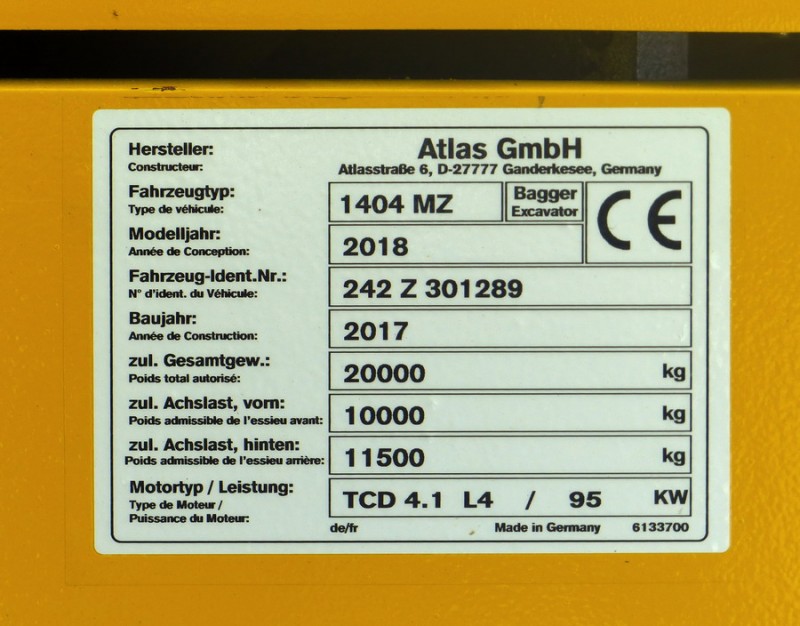 Hersteller: Atlas GmbH
Constructeur: Atlasstraße 6, D-27777 Ganderkesee, Germany
Fahrzeugtyp: 1404 MZ Bagger
Type de véhicule: Excavator
CE
Modelljahr: 2018
Année de Conception:
Fahrzeug-Ident.Nr.: 242 Z 301289
N° d'ident. du Véhicule:
Baujahr: 2017
Année de Construction:
zul. Gesamtgew.: 20000 kg
Poids total autorisé:
zul. Achslast, vorn: 10000 kg
Poids admissible de l'essieu avant:
zul. Achslast, hinten: 11500 kg
Poids admissible de l'essieu arrière:
Motortyp / Leistung: TCD 4.1 L4 / 95 KW
Type de Moteur /
Puissance du Moteur:
de/fr Made in Germany 6133700